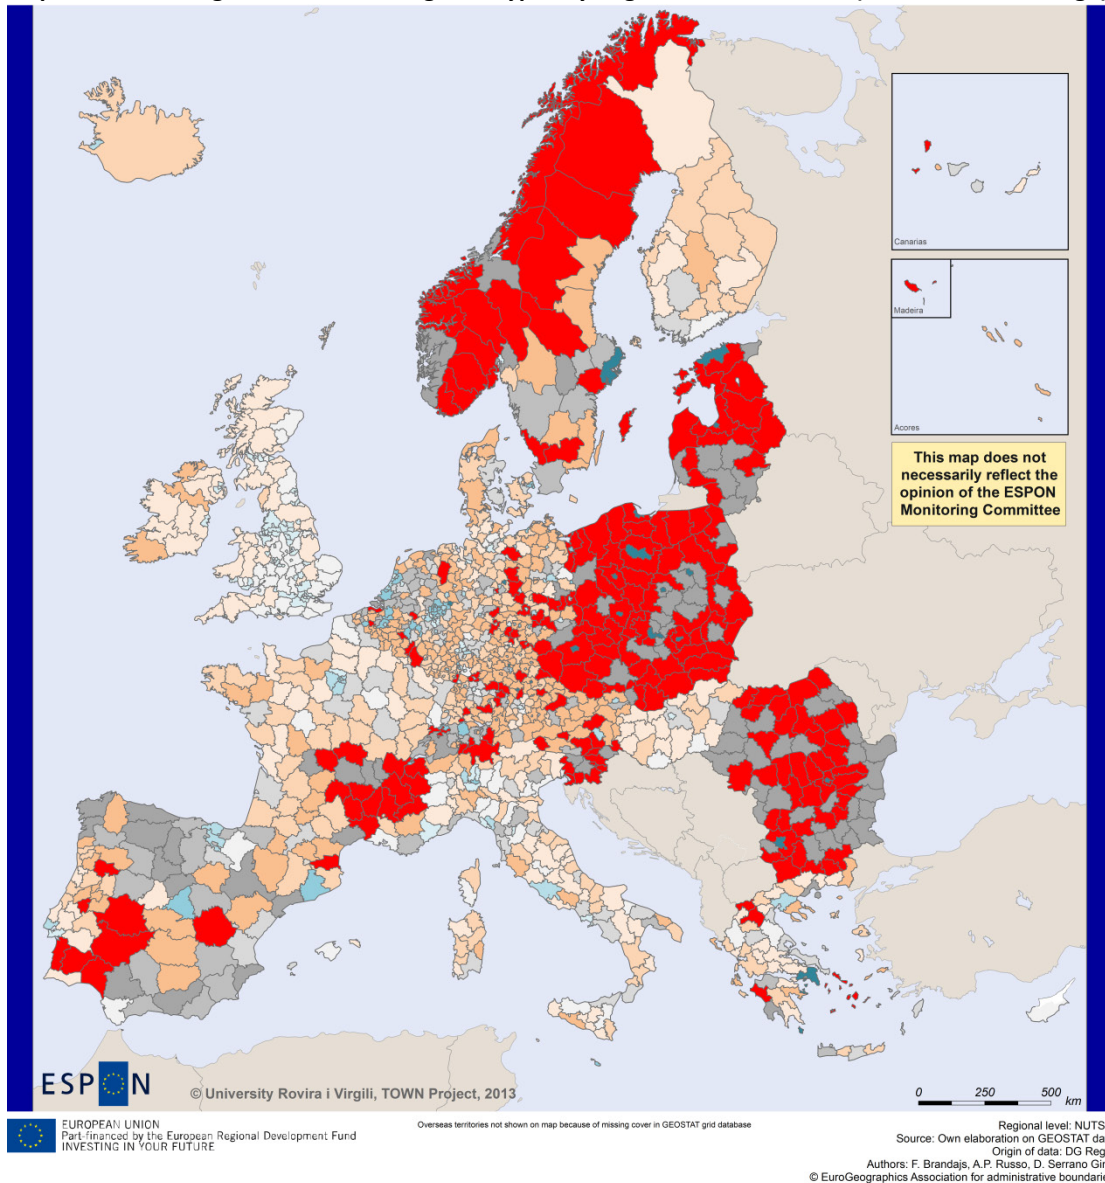 Canarias
Madeira
Acores
This map does not
necessarily reflect the
opinion of the ESPON
Monitoring Committee
ESPON
© University Rovira i Virgili, TOWN Project, 2013
0 250 500
km
EUROPEAN UNION
Part-financed by the European Regional Development Fund
INVESTING IN YOUR FUTURE
Overseas territories not shown on map because of missing cover in GEOSTAT grid database
Regional level: NUTS
Source: Own elaboration on GEOSTAT da
Origin of data: DG Reg
Authors: F. Brandajs, A.P. Russo, D. Serrano Gin
© EuroGeographics Association for administrative boundarie